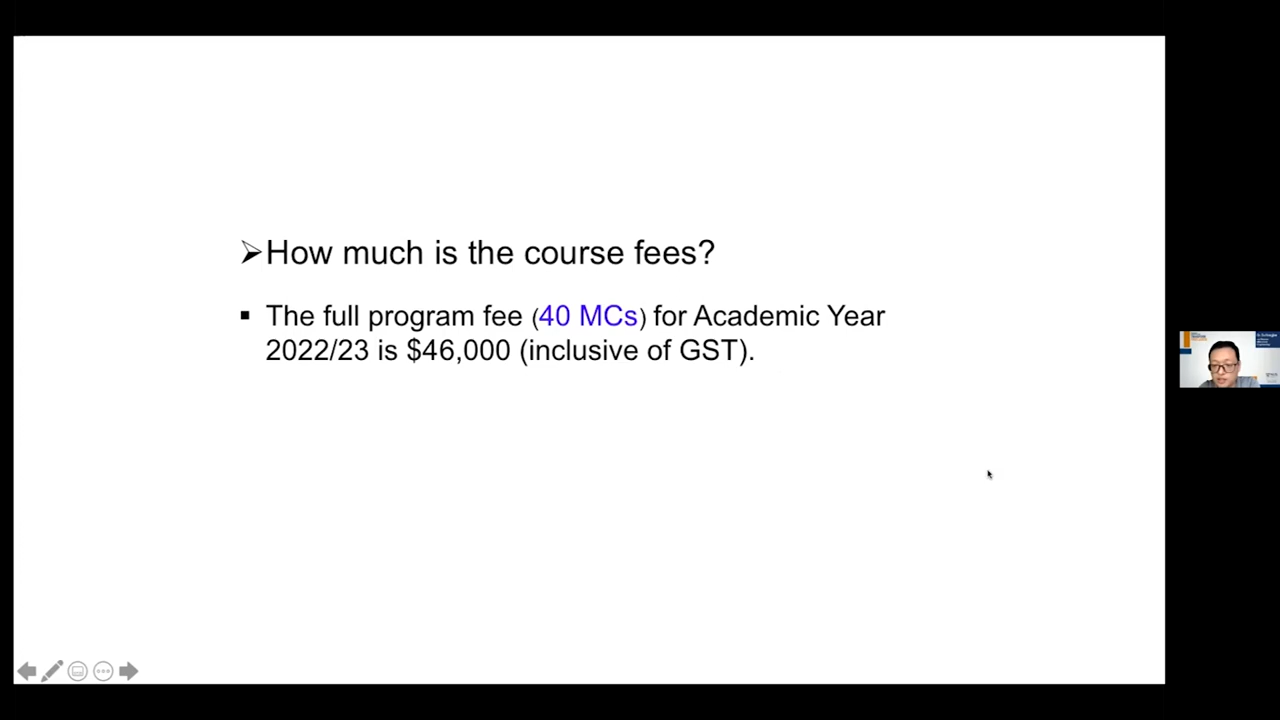 ➢How much is the course fees?
▪ The full program fee (40 MCs) for Academic Year
2022/23 is $46,000 (inclusive of GST).